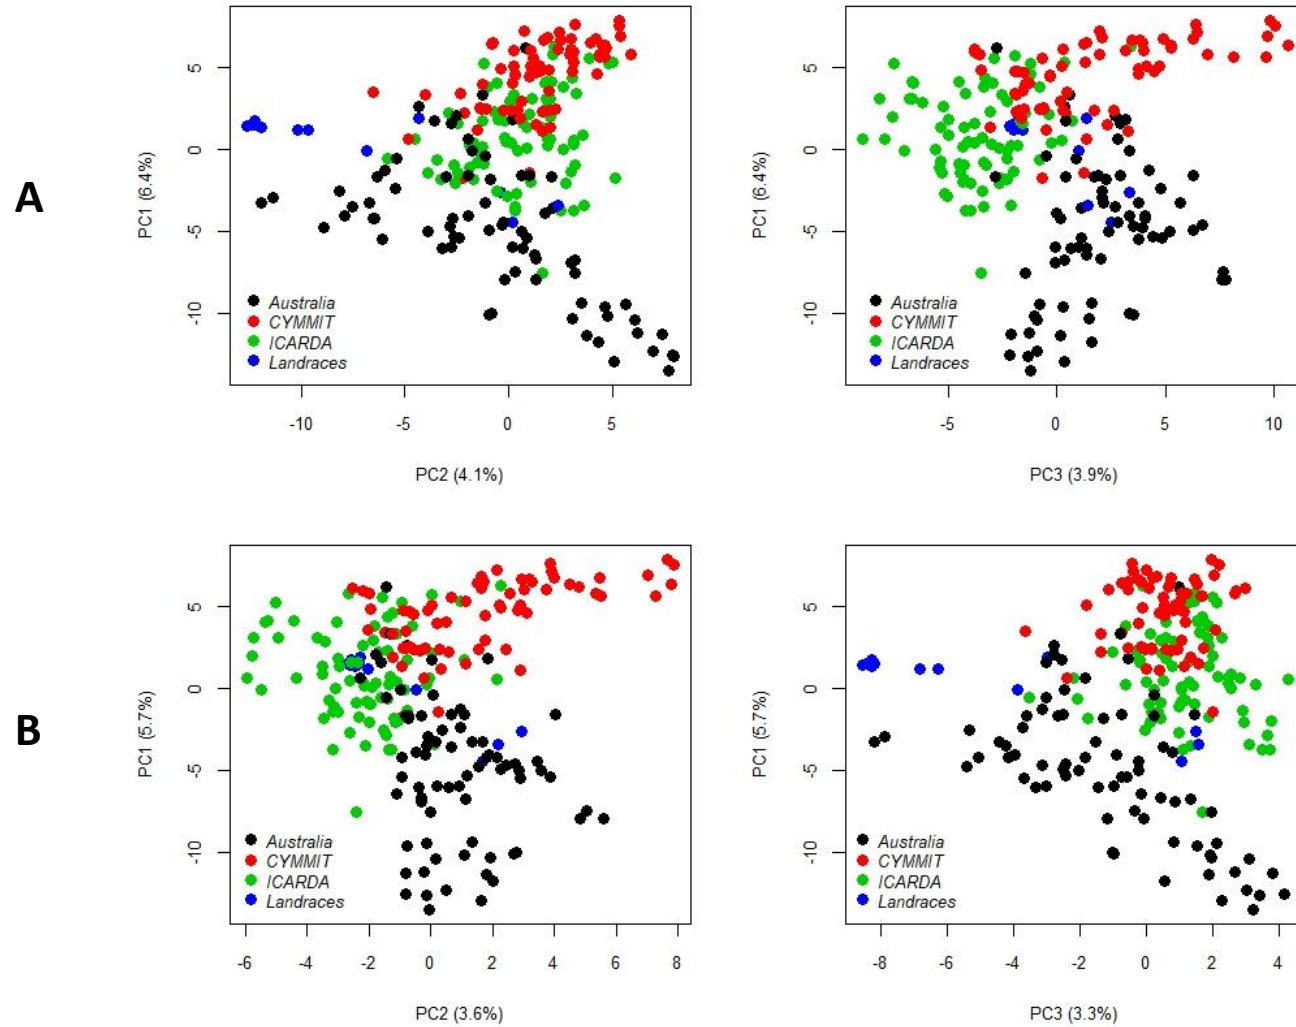 A
5
0
-5
-10
PC1 (6.4%)
Australia
CYMMIT
ICARDA
Landraces
-10 -5 0 5
PC2 (4.1%)
5
0
-5
-10
PC1 (6.4%)
Australia
CYMMIT
ICARDA
Landraces
-5 0 5 10
PC3 (3.9%)
B
5
0
-5
-10
PC1 (5.7%)
Australia
CYMMIT
ICARDA
Landraces
-6 -4 -2 0 2 4 6 8
PC2 (3.6%)
5
0
-5
-10
PC1 (5.7%)
Australia
CYMMIT
ICARDA
Landraces
-8 -6 -4 -2 0 2 4
PC3 (3.3%)